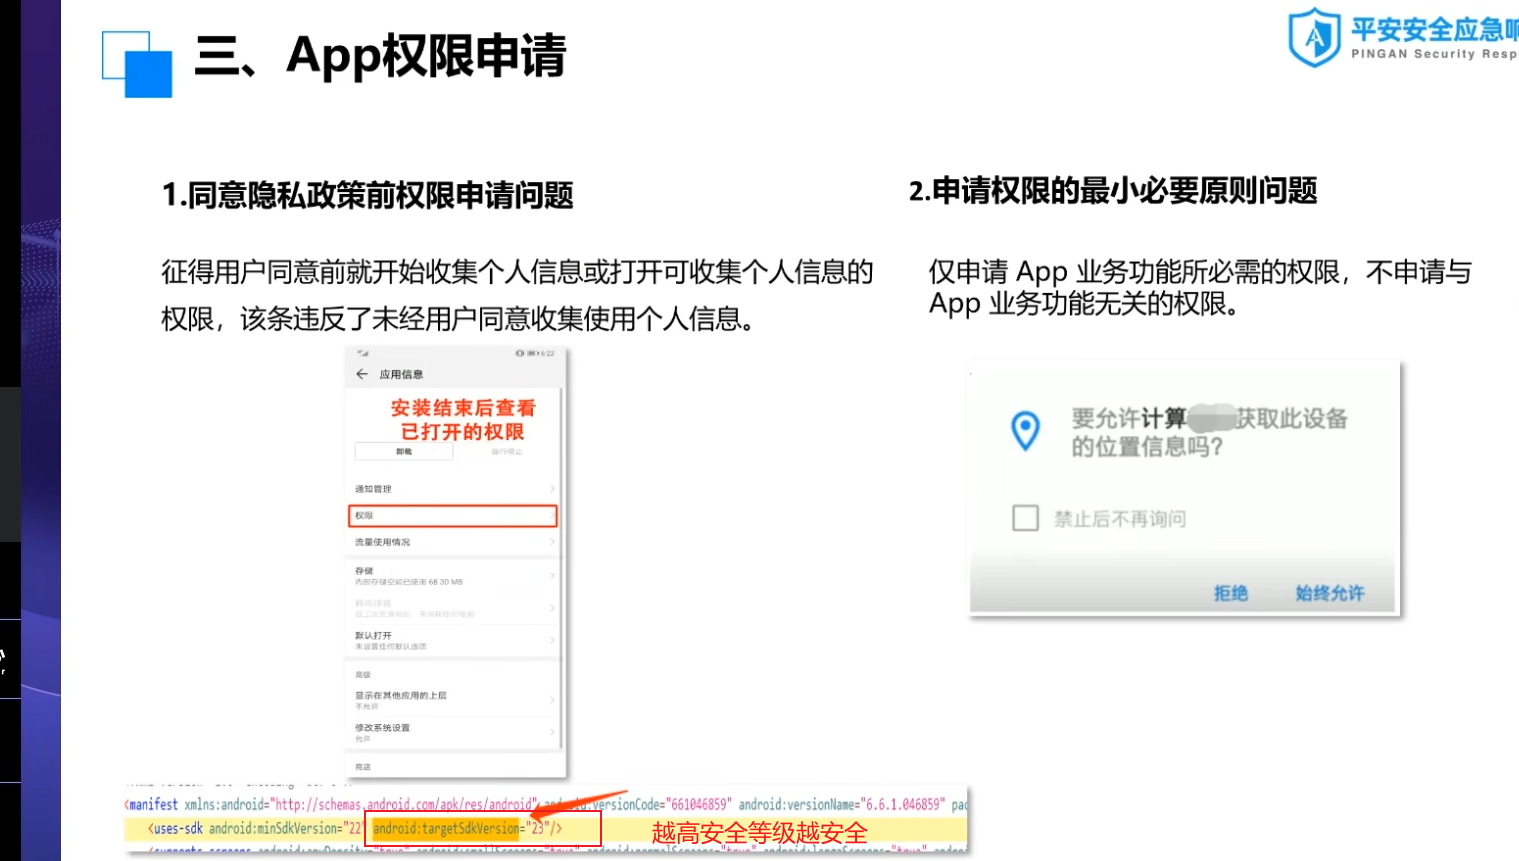 三、App权限申请
平安安全应急响
PINGAN Security Resp
1.同意隐私政策前权限申请问题
征得用户同意前就开始收集个人信息或打开可收集个人信息的
权限，该条违反了未经用户同意收集使用个人信息。
6:22
应用信息
安装结束后查看
已打开的权限
卸载
强行停止
通知管理
权限
流量使用情况
存储
内部存储空间已使用 68.30 MB
默认打开
未设置任何默认选项
高级
显示在其他应用的上层
不允许
修改系统设置
允许
商店
<manifest xmlns:android="http://schemas.android.com/apk/res/android" android:versionCode="661046859" android:versionName="6.6.1.046859" pac
<uses-sdk android:minSdkVersion="22" android:targetSdkVersion="23"/>
越高安全等级越安全
2.申请权限的最小必要原则问题
仅申请 App 业务功能所必需的权限，不申请与
App 业务功能无关的权限。
要允许计算 获取此设备
的位置信息吗？
禁止后不再询问
拒绝 始终允许